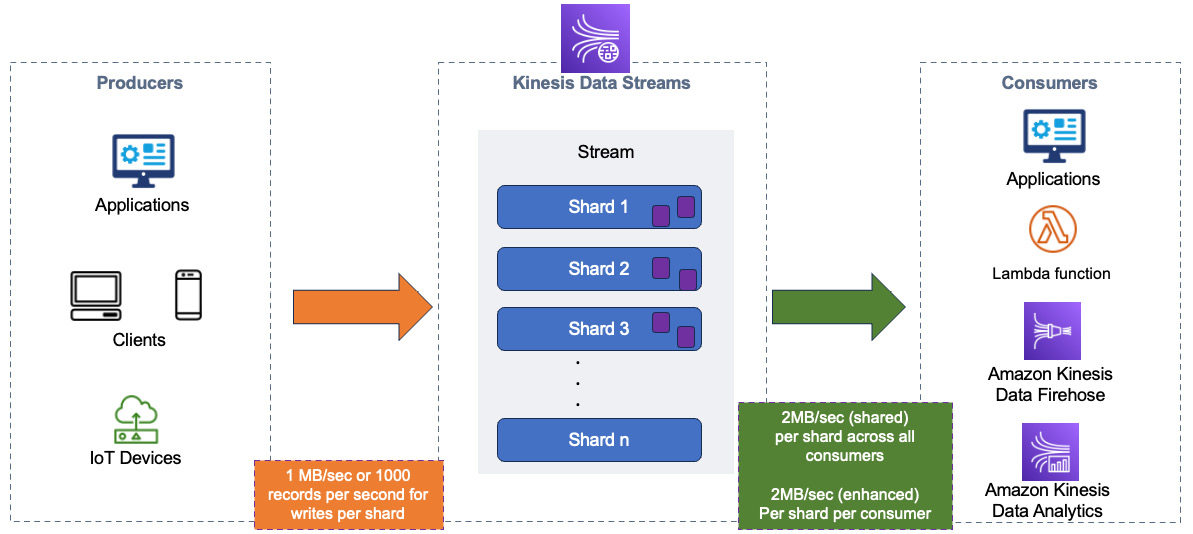 Producers
Applications
Clients
IoT Devices
1 MB/sec or 1000
records per second for
writes per shard
Kinesis Data Streams
Stream
Shard 1
Shard 2
Shard 3
.
.
.
Shard n
2MB/sec (shared)
per shard across all
consumers
2MB/sec (enhanced)
Per shard per consumer
Consumers
Applications
Lambda function
Amazon Kinesis
Data Firehose
Amazon Kinesis
Data Analytics